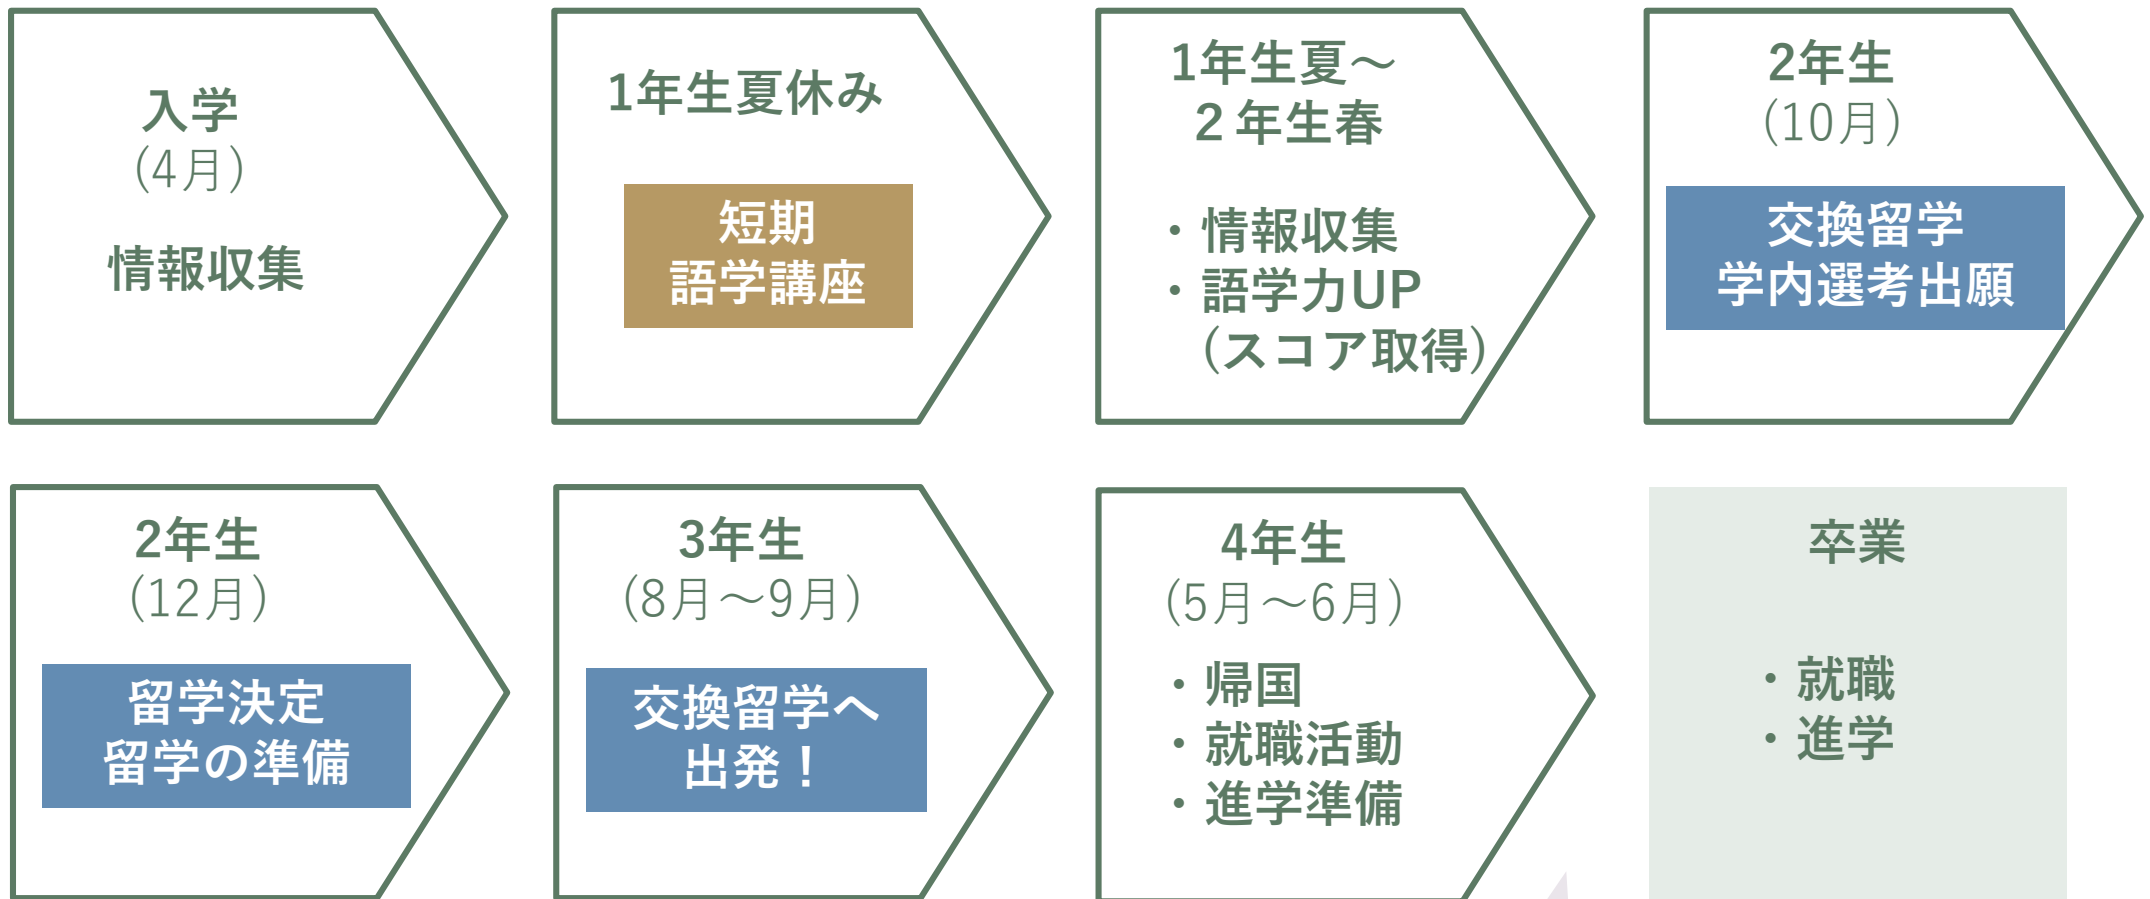 入学
(4月)
情報収集
1年生夏休み
短期
語学講座
1年生夏～
２年生春
・情報収集
・語学力UP
(スコア取得)
2年生
(10月)
交換留学
学内選考出願
2年生
(12月)
留学決定
留学の準備
3年生
(8月～9月)
交換留学へ
出発！
4年生
(5月～6月)
・帰国
・就職活動
・進学準備
卒業
・就職
・進学